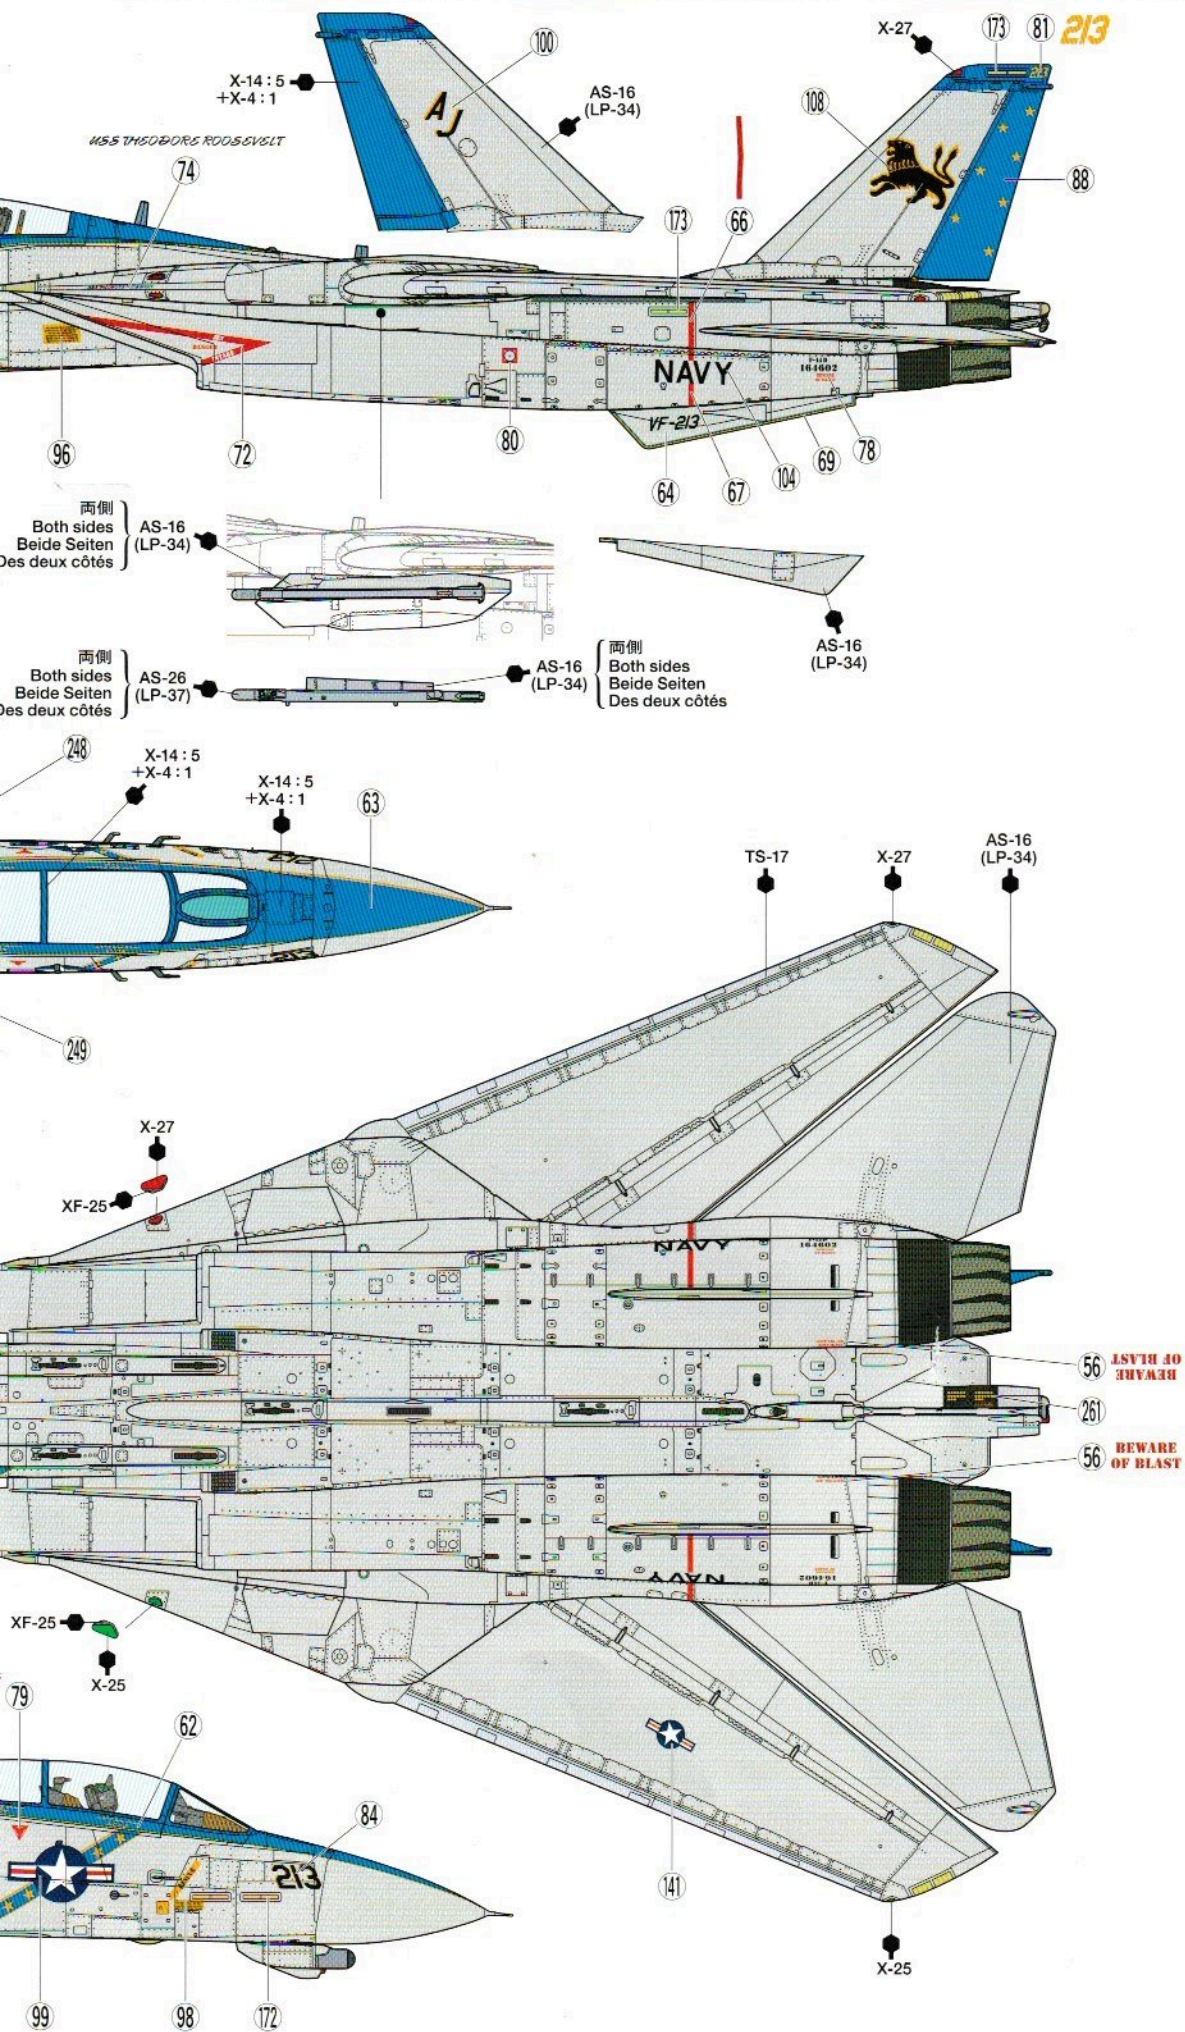 X-27
173
81
213
100
X-14 : 5
+X-4 : 1
AS-16
(LP-34)
213
108
AJ
USS THEODORE ROOSEVELT
74
88
173
66
NAVY
164602
VF-213
96
72
80
64
67
104
69
78
両側
Both sides
Beide Seiten
Des deux côtés
AS-16
(LP-34)
AS-16
(LP-34)
両側
Both sides
Beide Seiten
Des deux côtés
AS-26
(LP-37)
AS-16
(LP-34)
両側
Both sides
Beide Seiten
Des deux côtés
248
X-14 : 5
+X-4 : 1
X-14 : 5
+X-4 : 1
63
213
249
TS-17
X-27
AS-16
(LP-34)
X-27
XF-25
NAVY
164602
56
BEWARE
OF BLAST
261
56
BEWARE
OF BLAST
NAVY
164602
XF-25
X-25
79
62
84
213
141
X-25
99
98
172